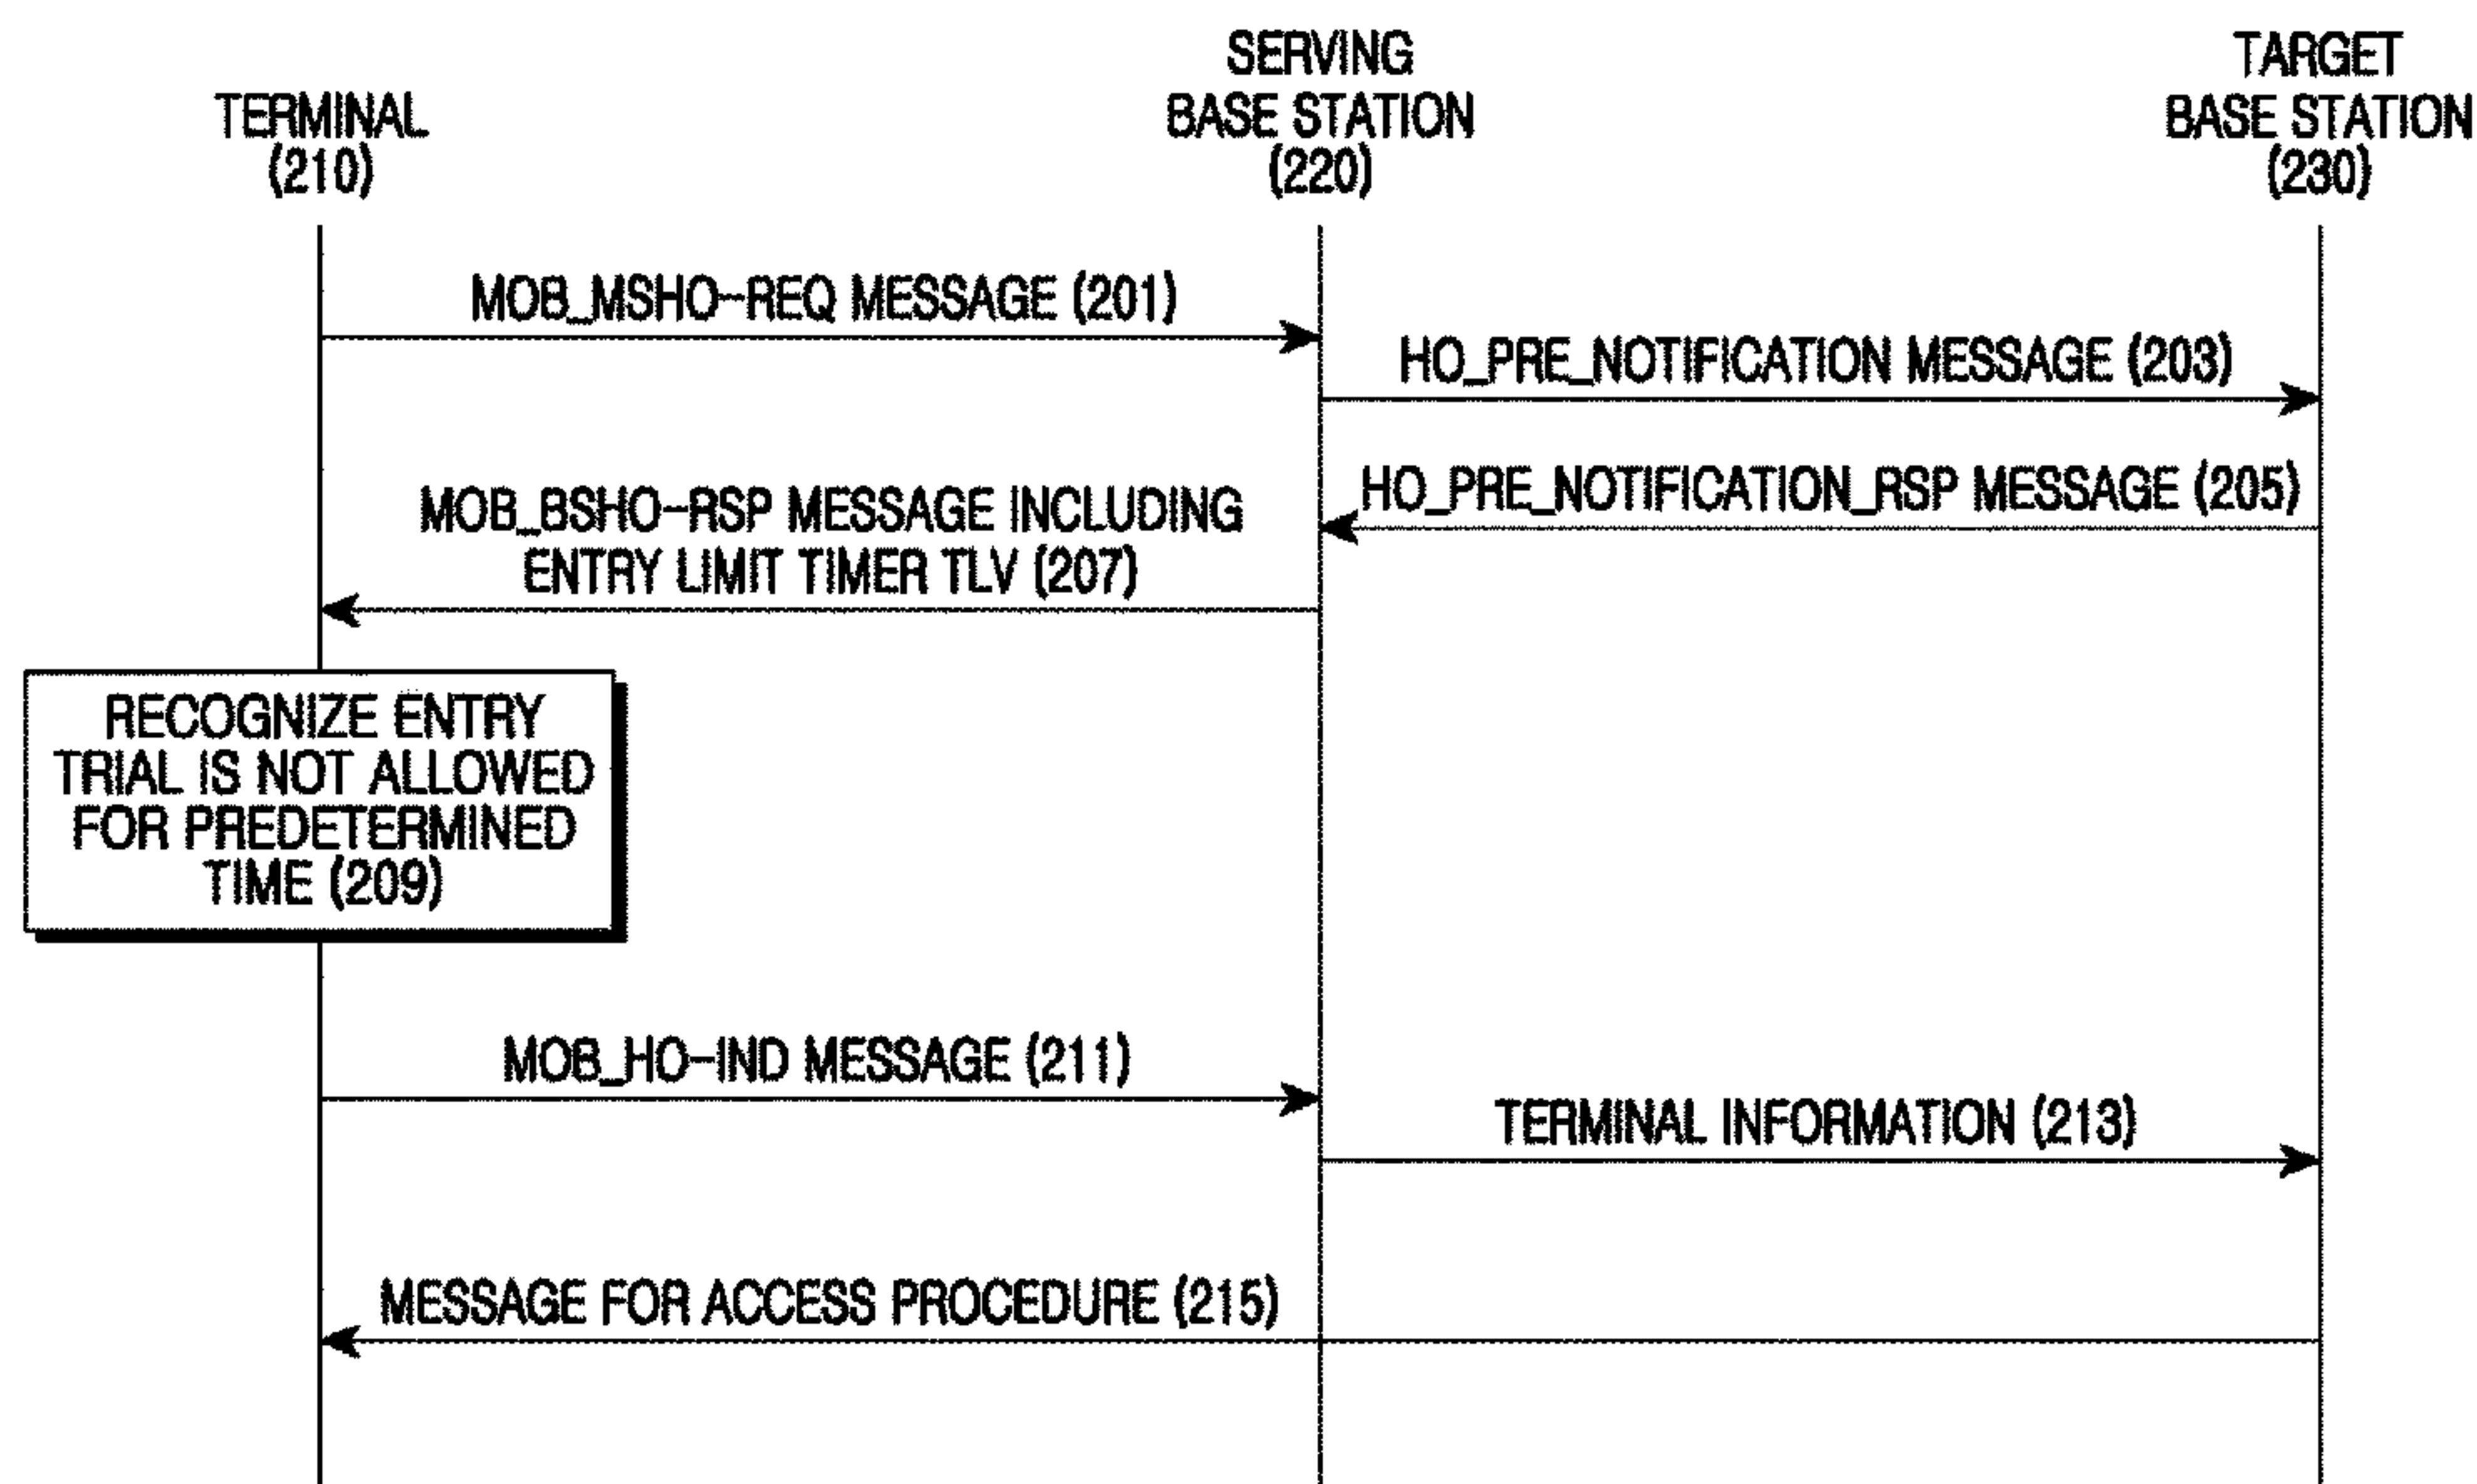 TERMINAL
(210)
SERVING
BASE STATION
(220)
TARGET
BASE STATION
(230)
MOB_MSHO-REQ MESSAGE (201)
HO_PRE_NOTIFICATION MESSAGE (203)
HO_PRE_NOTIFICATION_RSP MESSAGE (205)
MOB_BSHO-RSP MESSAGE INCLUDING
ENTRY LIMIT TIMER TLV (207)
RECOGNIZE ENTRY
TRIAL IS NOT ALLOWED
FOR PREDETERMINED
TIME (209)
MOB_HO-IND MESSAGE (211)
TERMINAL INFORMATION (213)
MESSAGE FOR ACCESS PROCEDURE (215)